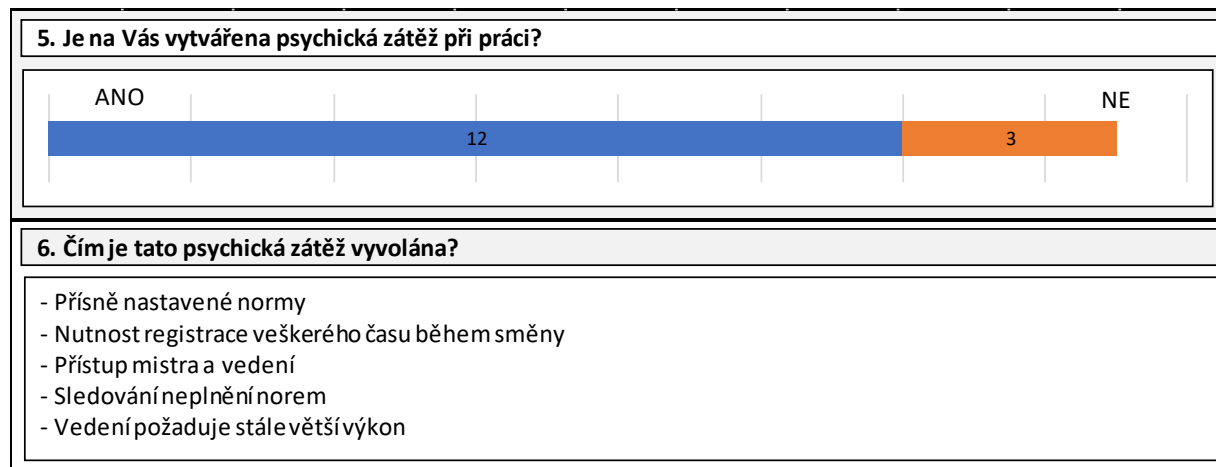 5. Je na Vás vytvářena psychická zátěž při práci?
ANO
NE
12
3
6. Čím je tato psychická zátěž vyvolána?
- Přísně nastavené normy
- Nutnost registrace veškerého času během směny
- Přístup mistra a vedení
- Sledování neplnění norem
- Vedení požaduje stále větší výkon